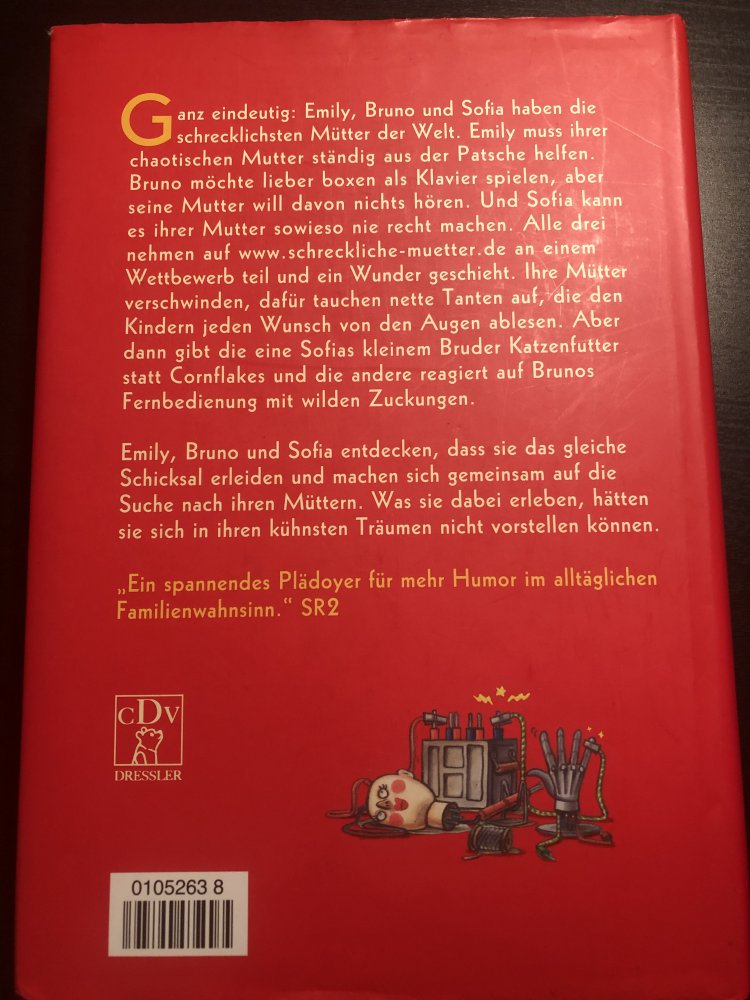 Ganz eindeutig: Emily, Bruno und Sofia haben die
schrecklichsten Mütter der Welt. Emily muss ihrer
chaotischen Mutter ständig aus der Patsche helfen.
Bruno möchte lieber boxen als Klavier spielen, aber
seine Mutter will davon nichts hören. Und Sofia kann
es ihrer Mutter sowieso nie recht machen. Alle drei
nehmen auf www.schreckliche-muetter.de an einem
Wettbewerb teil und ein Wunder geschieht. Ihre Mütter
verschwinden, dafür tauchen nette Tanten auf, die den
Kindern jeden Wunsch von den Augen ablesen. Aber
dann gibt die eine Sofias kleinem Bruder Katzenfutter
statt Cornflakes und die andere reagiert auf Brunos
Fernbedienung mit wilden Zuckungen.
Emily, Bruno und Sofia entdecken, dass sie das gleiche
Schicksal erleiden und machen sich gemeinsam auf die
Suche nach ihren Müttern. Was sie dabei erleben, hätten
sie sich in ihren kühnsten Träumen nicht vorstellen können.
„Ein spannendes Plädoyer für mehr Humor im alltäglichen
Familienwahnsinn.“ SR2
CDV
DRESSLER
0105263 8